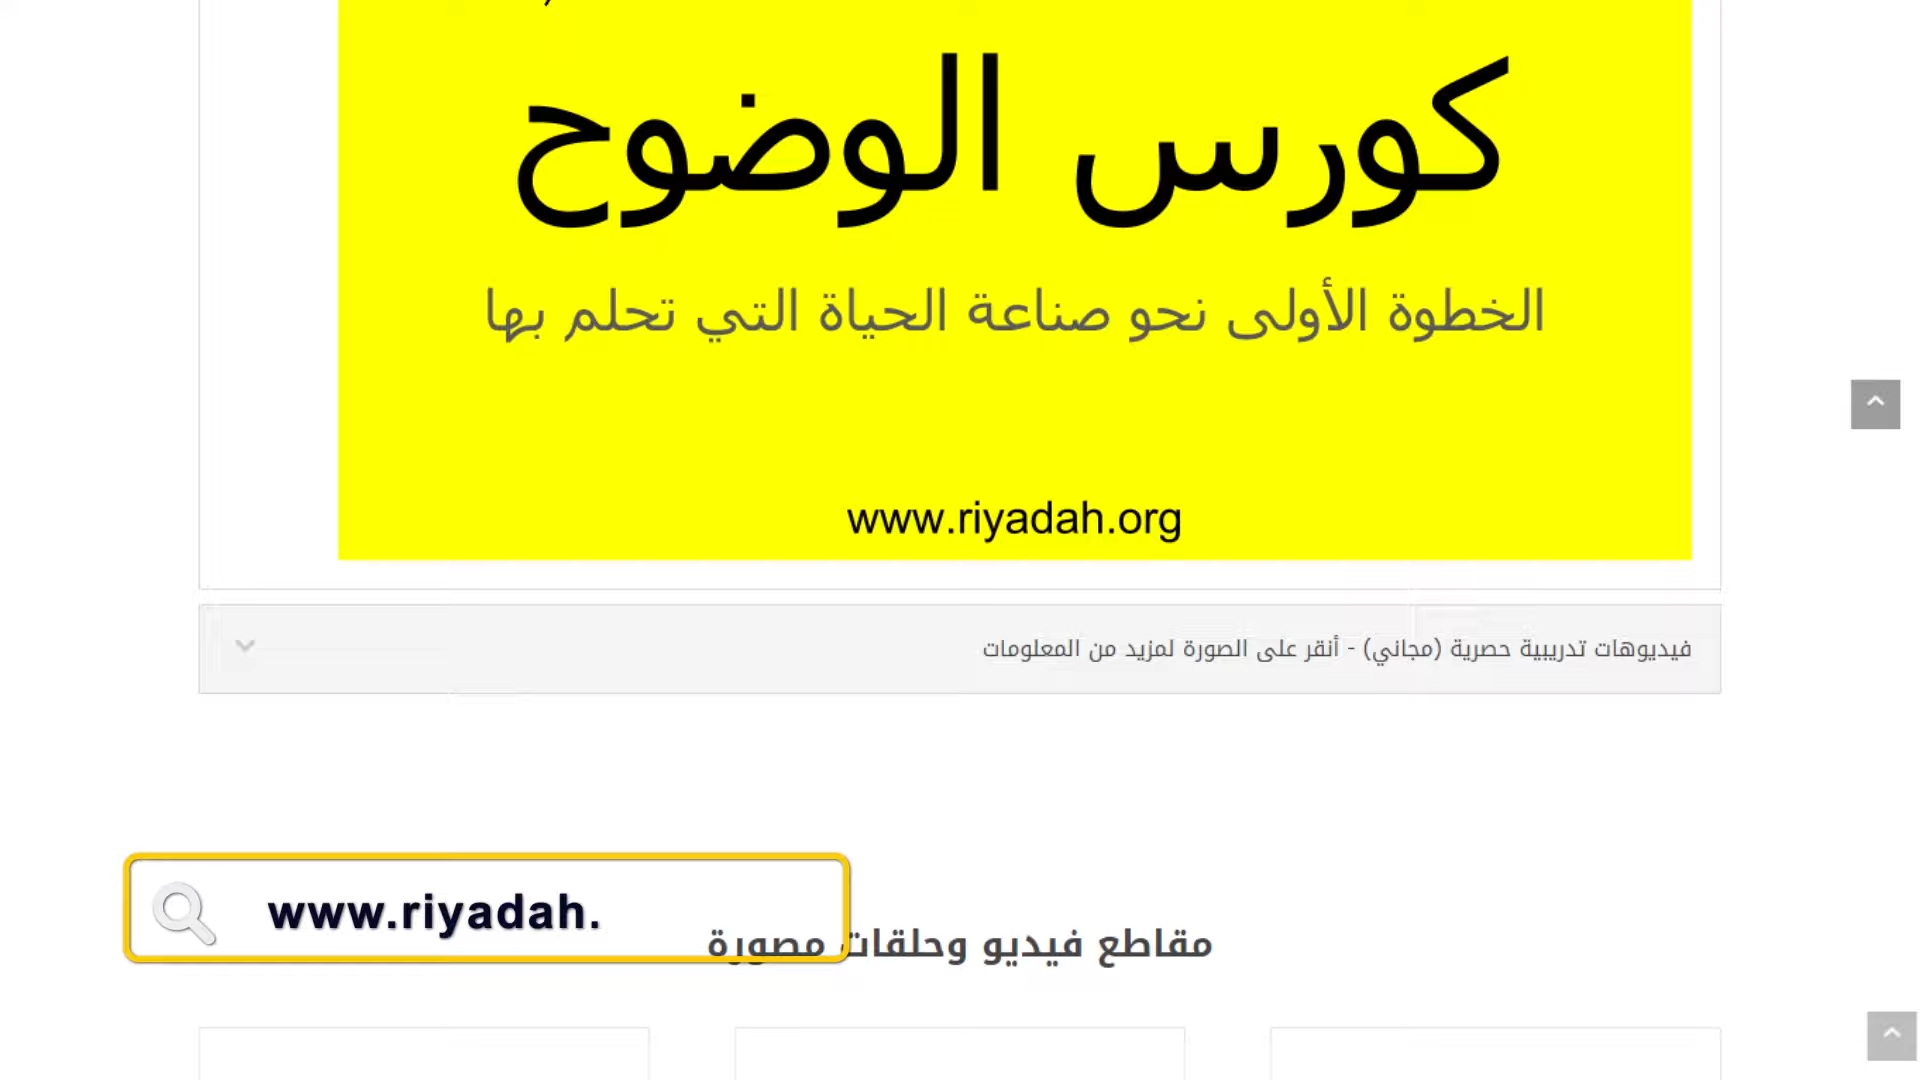 كورس الوضوح
الخطوة الأولى نحو صناعة الحياة التي تحلم بها
www.riyadah.org
فيديوهات تدريبية حصرية (مجاني) - أنقر على الصورة لمزيد من المعلومات
www.riyadah.
مقاطع فيديو وحلقات مصورة